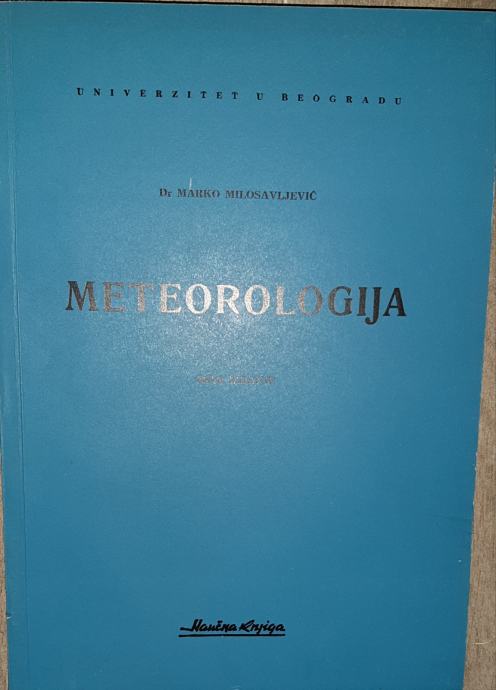 UNIVERZITET U BEOGRADU
Dr MARKO MILOSAVLJEVIĆ
METEOROLOGIJA
Naučna knjiga